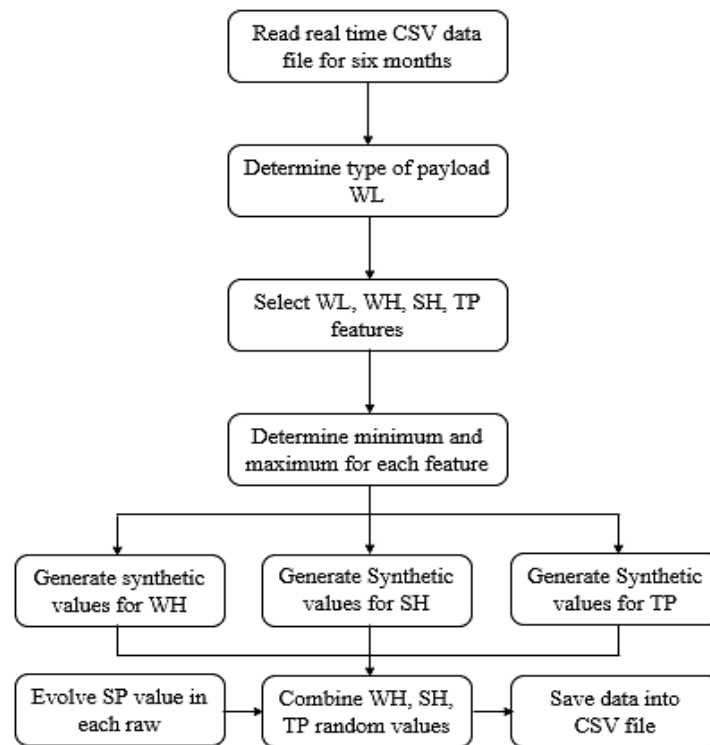 Read real time CSV data
file for six months
Determine type of payload
WL
Select WL, WH, SH, TP
features
Determine minimum and
maximum for each feature
Generate synthetic
values for WH
Generate Synthetic
values for SH
Generate Synthetic
values for TP
Evolve SP value in
each raw
Combine WH, SH,
TP random values
Save data into
CSV file